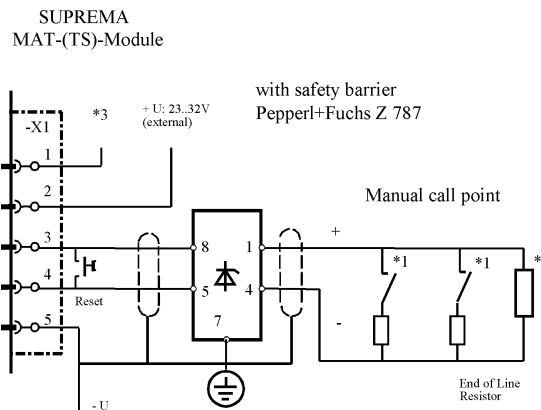 SUPREMA
MAT-(TS)-Module
with safety barrier
Pepperl+Fuchs Z 787
*3
+ U: 23..32V
(external)
-X1
1
2
3
4
5
Reset
8
5
7
1
4
Manual call point
+
-
*1
*1
*
End of Line
Resistor
- U